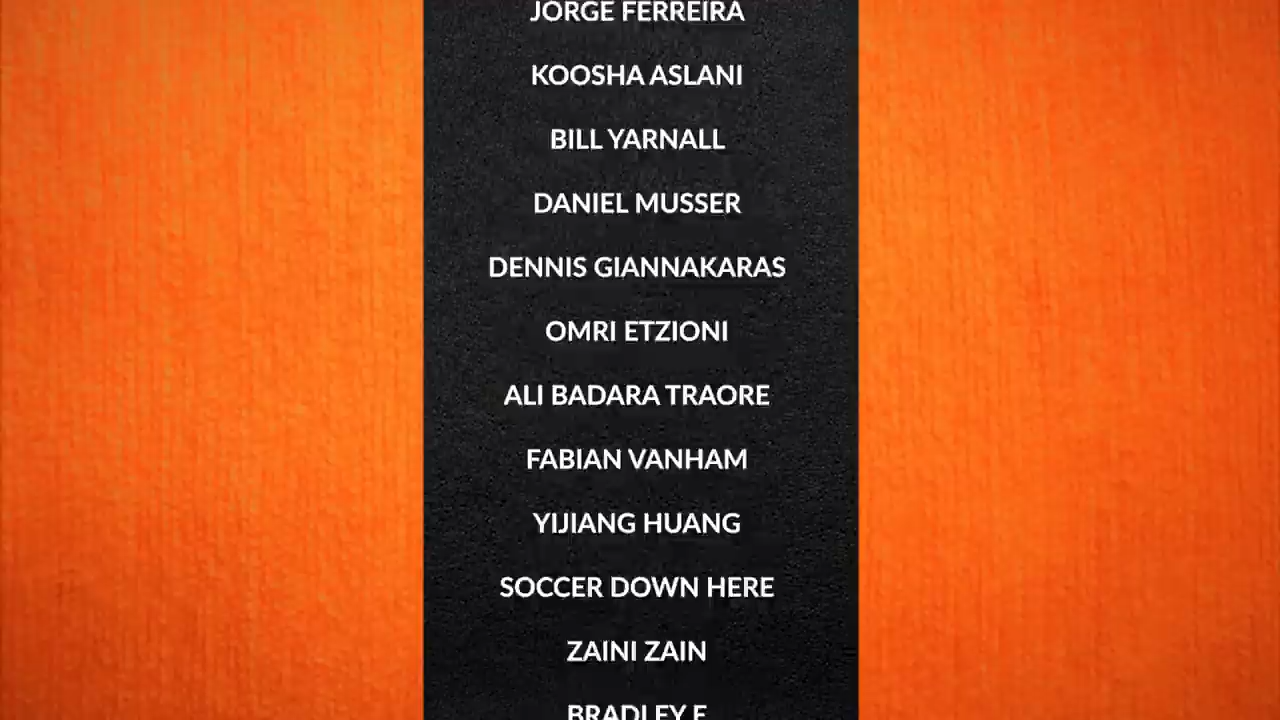 JORGE FERREIRA
KOOSHA ASLANI
BILL YARNALL
DANIEL MUSSER
DENNIS GIANNAKARAS
OMRI ETZIONI
ALI BADARA TRAORE
FABIAN VANHAM
YIJIANG HUANG
SOCCER DOWN HERE
ZAINI ZAIN
BRADLEY